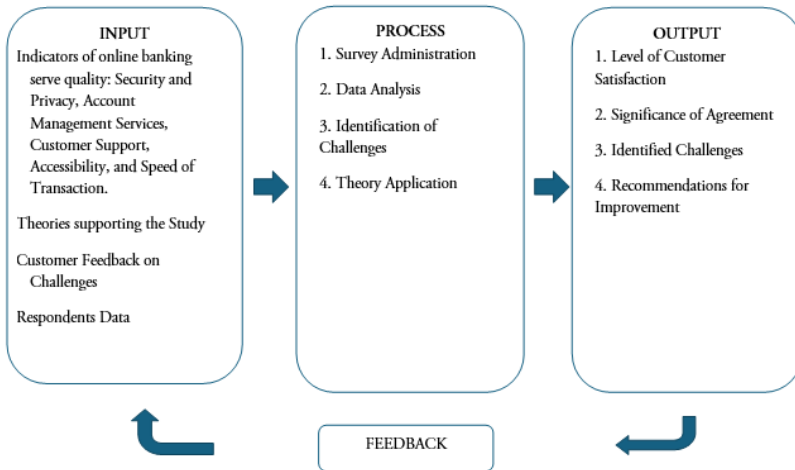 INPUT
Indicators of online banking
serve quality: Security and
Privacy, Account
Management Services,
Customer Support,
Accessibility, and Speed of
Transaction.
Theories supporting the Study
Customer Feedback on
Challenges
Respondents Data
PROCESS
1. Survey Administration
2. Data Analysis
3. Identification of
Challenges
4. Theory Application
OUTPUT
1. Level of Customer
Satisfaction
2. Significance of Agreement
3. Identified Challenges
4. Recommendations for
Improvement
FEEDBACK